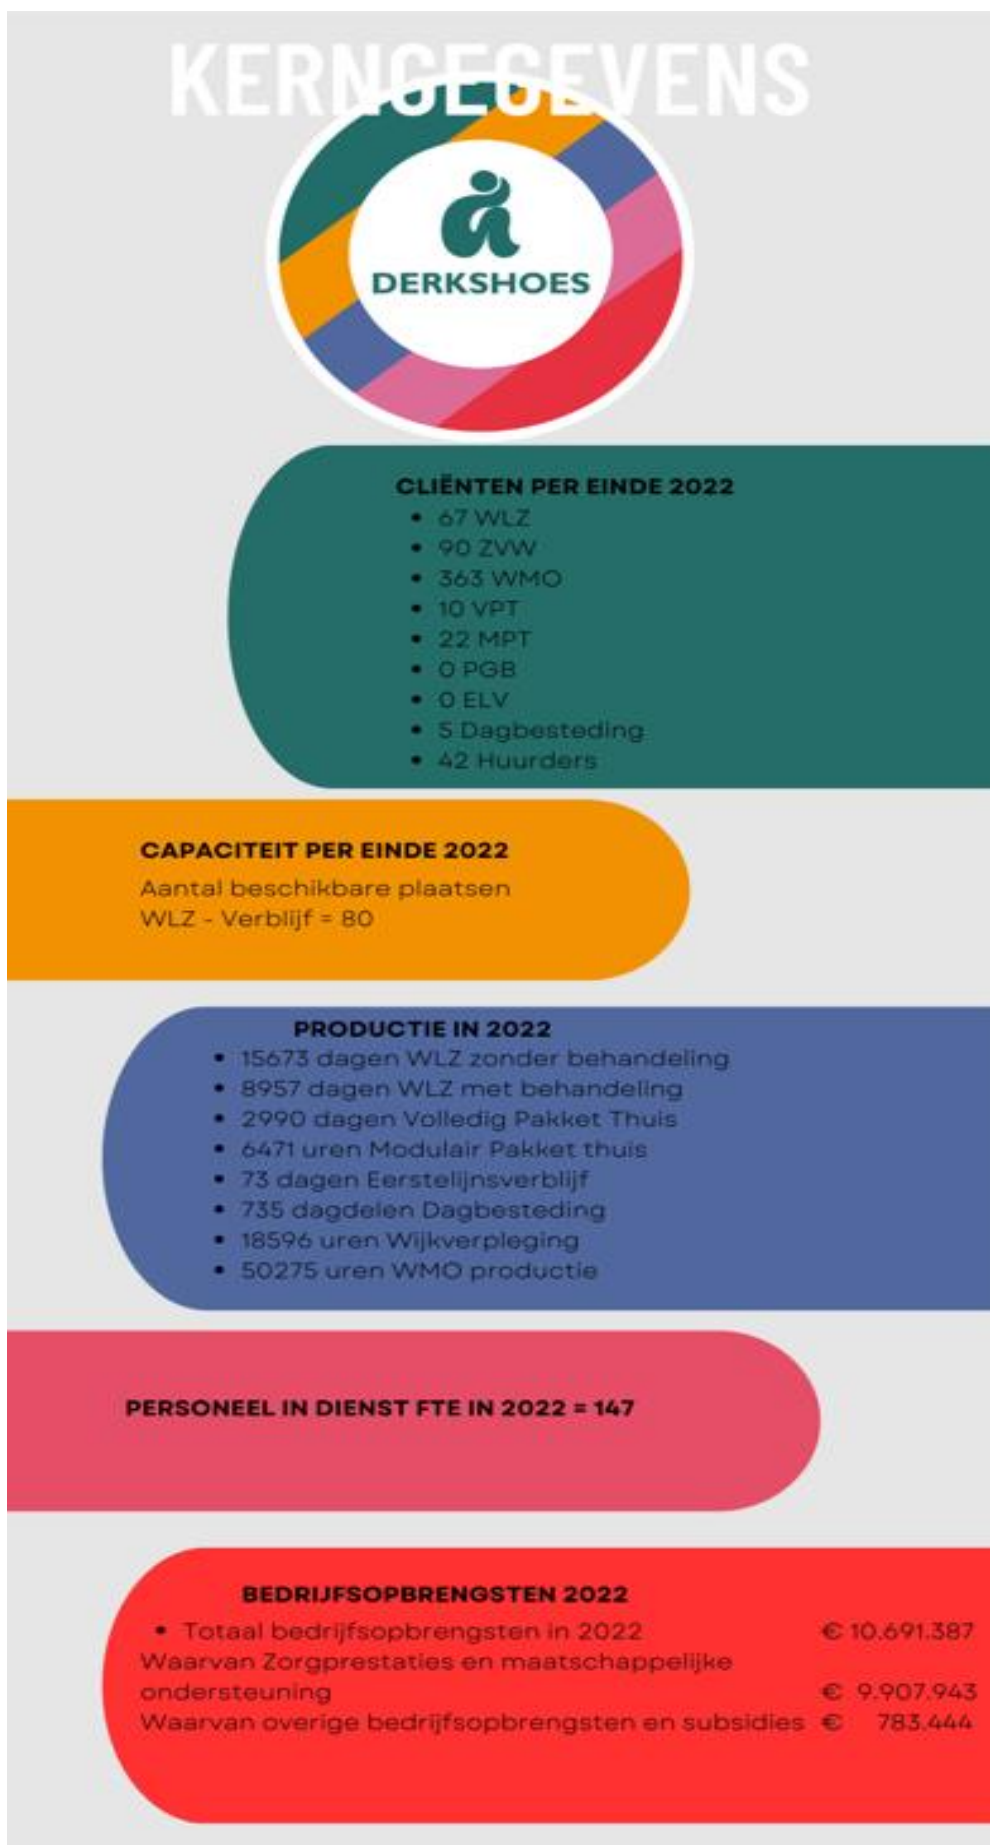 KERNGEGEVENS
DERKSHOES
CLIËNTEN PER EINDE 2022
• 67 WLZ
• 90 ZVW
• 363 WMO
• 10 VPT
• 22 MPT
• 0 PGB
• 0 ELV
• 5 Dagbesteding
• 42 Huurders
CAPACITEIT PER EINDE 2022
Aantal beschikbare plaatsen
WLZ - Verblijf = 80
PRODUCTIE IN 2022
• 15673 dagen WLZ zonder behandeling
• 8957 dagen WLZ met behandeling
• 2990 dagen Volledig Pakket Thuis
• 6471 uren Modulair Pakket thuis
• 73 dagen Eerstelijnsverblijf
• 735 dagdelen Dagbesteding
• 18596 uren Wijkverpleging
• 50275 uren WMO productie
PERSONEEL IN DIENST FTE IN 2022 = 147
BEDRIJFSOPBRENGSTEN 2022
• Totaal bedrijfsopbrengsten in 2022 € 10.691.387
Waarvan Zorgprestaties en maatschappelijke
ondersteuning € 9.907.943
Waarvan overige bedrijfsopbrengsten en subsidies € 783.444